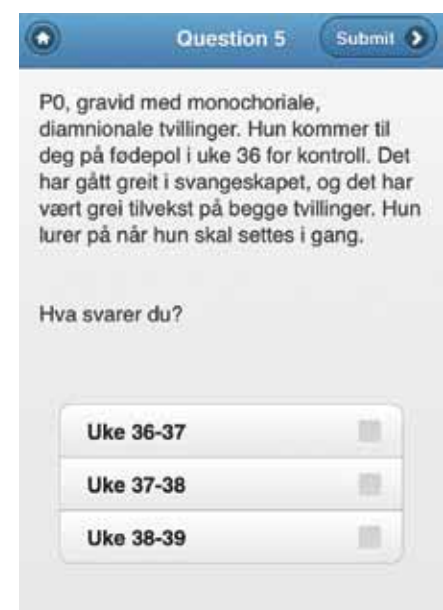 Question 5
Submit
P0, gravid med monochoriale,
diamnionale tvillinger. Hun kommer til
deg på fødepol i uke 36 for kontroll. Det
har gått greit i svangeskapet, og det har
vært grei tilvekst på begge tvillinger. Hun
lurer på når hun skal settes i gang.
Hva svarer du?
Uke 36-37
Uke 37-38
Uke 38-39